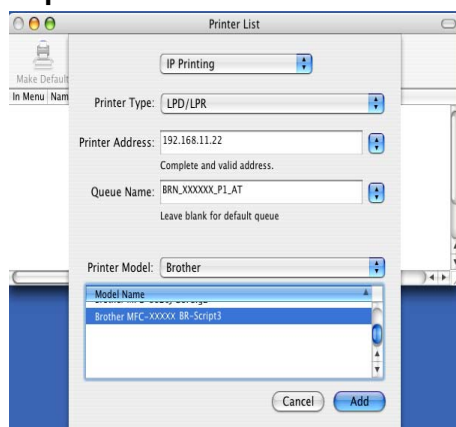 Printer List
IP Printing
Make Default
In Menu Nam
Printer Type: LPD/LPR
Printer Address: 192.168.11.22
Complete and valid address.
Queue Name: BRN_XXXXXX_P1_AT
Leave blank for default queue
Printer Model: Brother
Model Name
Brother MFC-XXXXX BR-Script3
Cancel Add